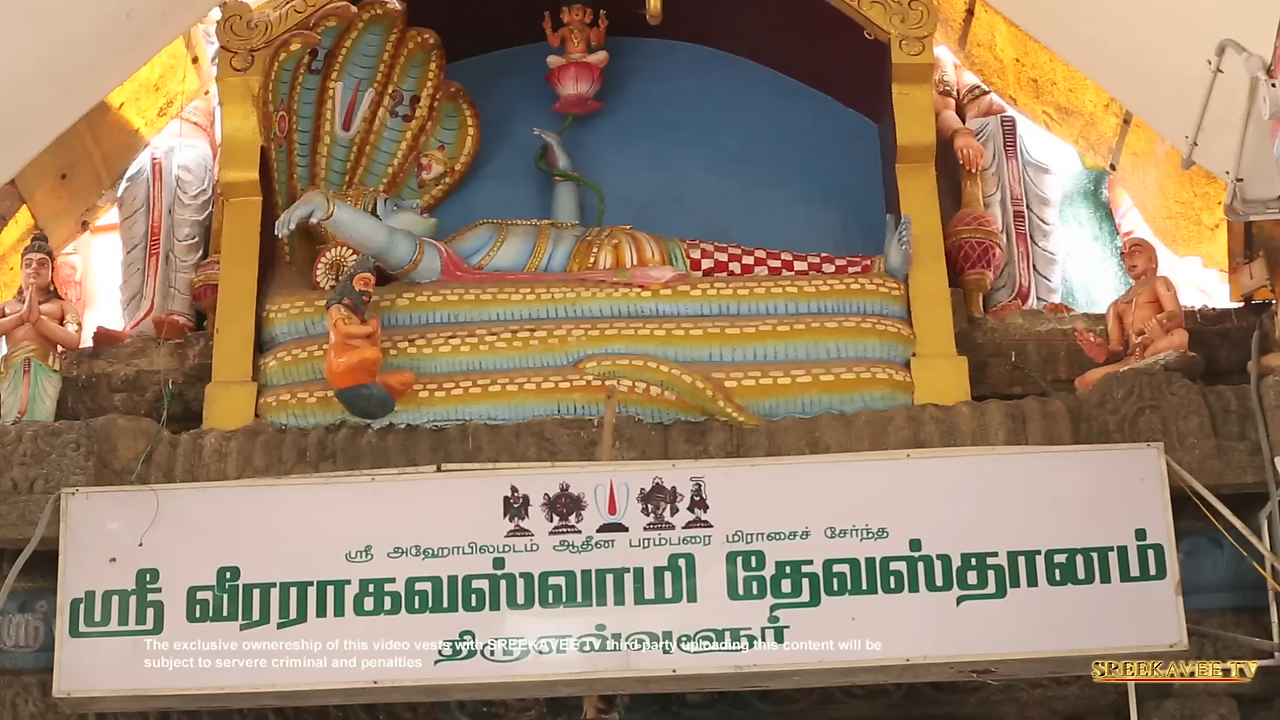 ஸ்ரீ அஹோபிலமடம் ஆதீன பரம்பரை மிராசைச் சேர்ந்த
ஸ்ரீ வீரராகவஸ்வாமி தேவஸ்தானம்
திருஎவ்வுளூர்
The exclusive ownereship of this video vests with SREEKAVEE TV third party uploading this content will be
subject to servere criminal and penalties
SREEKAVEE TV